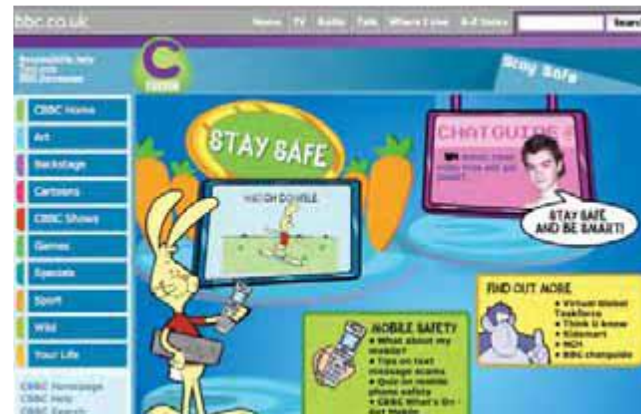 bbc.co.uk
Home TV Radio Talk Where I Live A-Z Index Search
CBBC Home
Art
Backstage
Cartoons
CBBC Shows
Games
Specials
Sport
Wild
Your Life
CBBC Homepage
CBBC Help
CBBC Search
Stay Safe
STAY SAFE
CHATGUIDE
STAY SAFE
AND BE SMART!
MOBILE SAFETY
• What about my
mobile?
• Tips on text
message scams
• Quiz on mobile
phone safety
• CBBC What's On -
Get Mobile
FIND OUT MORE
• Virtual Global
Taskforce
• Think U know
• Kidsmart
• NCH
• BBC chatguide